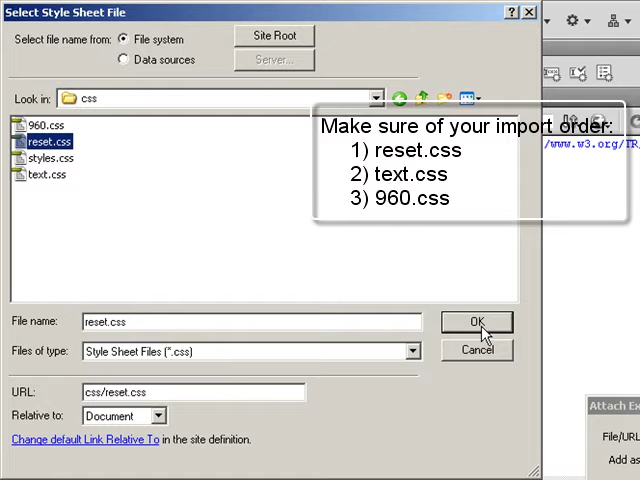 Select Style Sheet File
Select file name from:
File system
Site Root
Data sources
Server...
Look in:
css
960.css
reset.css
styles.css
text.css
Make sure of your import order:
1) reset.css
2) text.css
3) 960.css
/www.w3.org/TR
File name:
reset.css
OK
Files of type:
Style Sheet Files (*.css)
Cancel
URL:
css/reset.css
Relative to:
Document
Change default Link Relative To in the site definition.
Attach Ex
File/URL
Add as